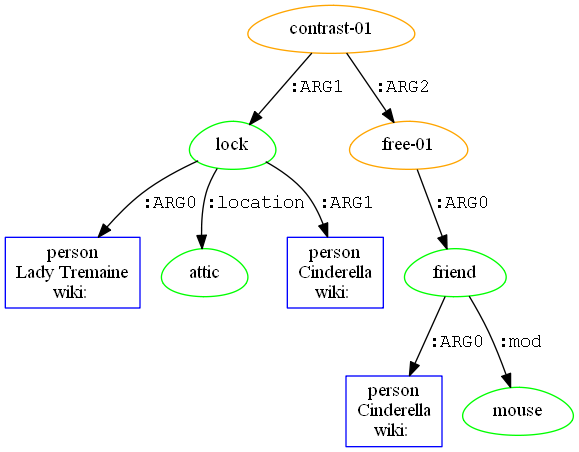 contrast-01
:ARG1
:ARG2
lock
free-01
:ARG0
:location
:ARG1
:ARG0
person
Lady Tremaine
wiki:
attic
person
Cinderella
wiki:
friend
:ARG0
:mod
person
Cinderella
wiki:
mouse